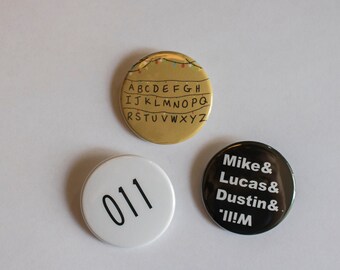 ABCDEFGH
IJKLMNOPQ
RSTUVWXYZ
011
Mike&
Lucas&
Dustin&
Will.